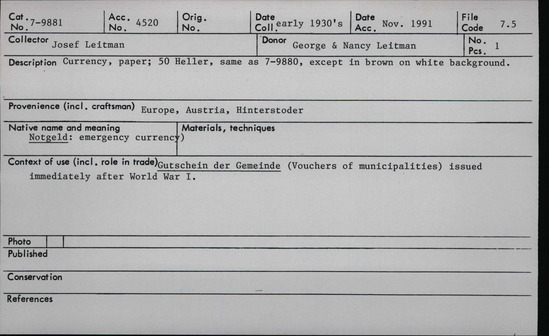 Cat. No. 7-9881 Acc. No. 4520 Orig. No. Date Coll. early 1930's Date Acc. Nov. 1991 File Code 7.5
Collector Josef Leitman Donor George & Nancy Leitman No. Pcs. 1
Description Currency, paper; 50 Heller, same as 7-9880, except in brown on white background.
Provenience (incl. craftsman) Europe, Austria, Hinterstoder
Native name and meaning Materials, techniques
Notgeld: emergency currency)
Context of use (incl. role in trade) Gutschein der Gemeinde (Vouchers of municipalities) issued
immediately after World War I.
Photo
Published
Conservation
References